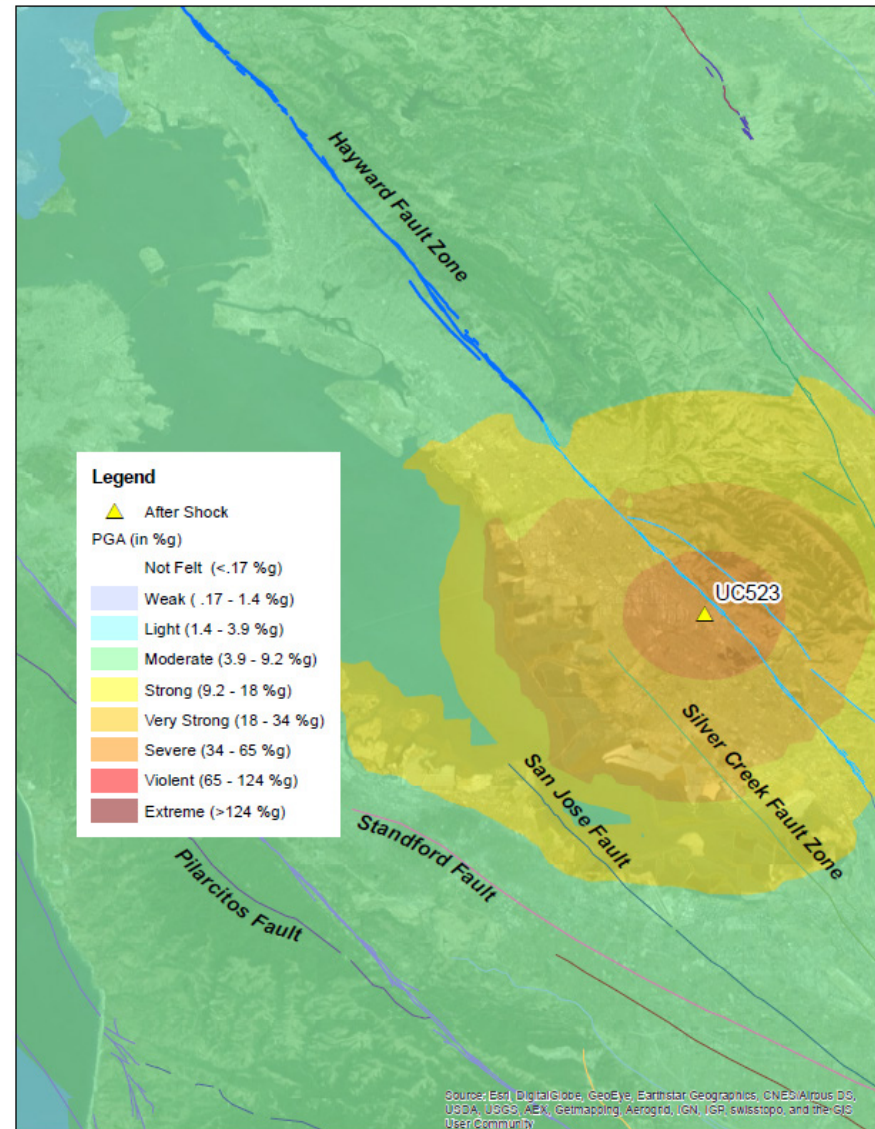 Hayward Fault Zone
Legend
After Shock
PGA (in %g)
Not Felt (<.17 %g)
Weak ( .17 - 1.4 %g)
Light (1.4 - 3.9 %g)
Moderate (3.9 - 9.2 %g)
Strong (9.2 - 18 %g)
Very Strong (18 - 34 %g)
Severe (34 - 65 %g)
Violent (65 - 124 %g)
Extreme (>124 %g)
UC523
Silver Creek Fault Zone
San Jose Fault
Standford Fault
Pilarcitos Fault
Source: Esri, DigitalGlobe, GeoEye, Earthstar Geographics, CNES/Airbus DS,
USDA, USGS, AEX, Getmapping, Aerogrid, IGN, IGP, swisstopo, and the GIS
User Community